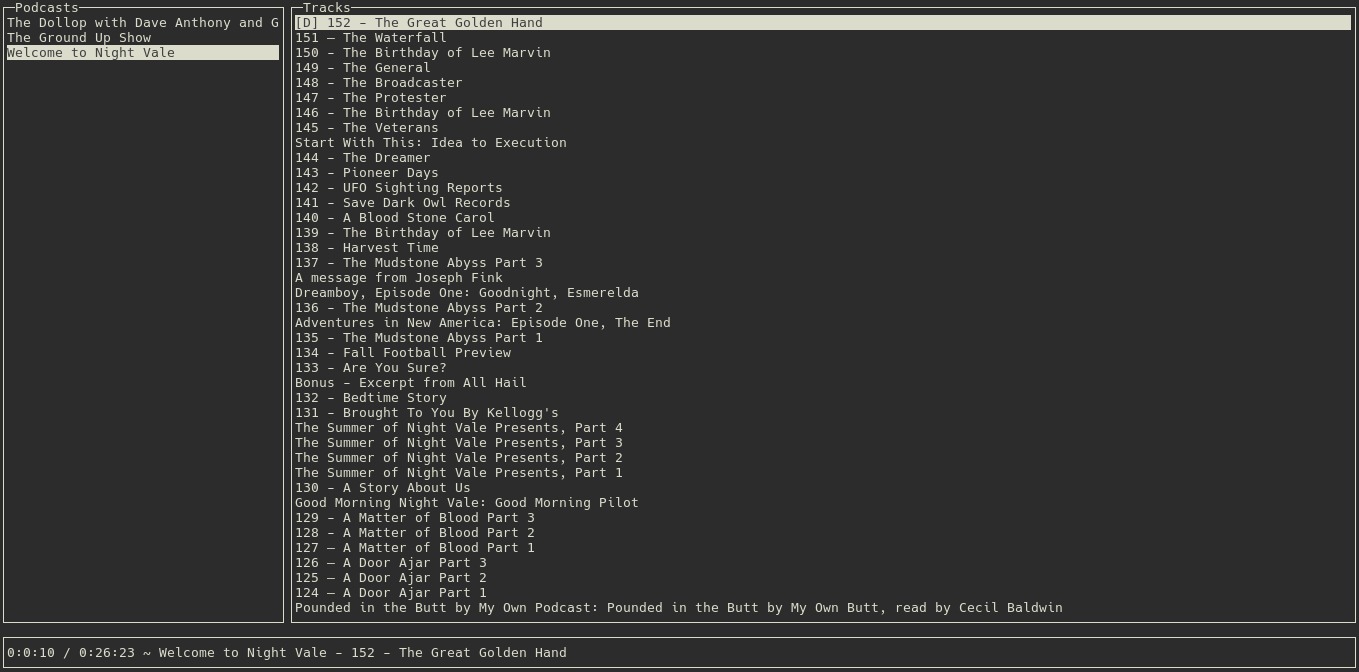 Podcasts
The Dollop with Dave Anthony and G
The Ground Up Show
Welcome to Night Vale
Tracks
[D] 152 - The Great Golden Hand
151 – The Waterfall
150 - The Birthday of Lee Marvin
149 - The General
148 - The Broadcaster
147 - The Protester
146 - The Birthday of Lee Marvin
145 - The Veterans
Start With This: Idea to Execution
144 - The Dreamer
143 - Pioneer Days
142 - UFO Sighting Reports
141 - Save Dark Owl Records
140 - A Blood Stone Carol
139 - The Birthday of Lee Marvin
138 - Harvest Time
137 - The Mudstone Abyss Part 3
A message from Joseph Fink
Dreamboy, Episode One: Goodnight, Esmerelda
136 - The Mudstone Abyss Part 2
Adventures in New America: Episode One, The End
135 - The Mudstone Abyss Part 1
134 - Fall Football Preview
133 - Are You Sure?
Bonus - Excerpt from All Hail
132 - Bedtime Story
131 - Brought To You By Kellogg's
The Summer of Night Vale Presents, Part 4
The Summer of Night Vale Presents, Part 3
The Summer of Night Vale Presents, Part 2
The Summer of Night Vale Presents, Part 1
130 - A Story About Us
Good Morning Night Vale: Good Morning Pilot
129 - A Matter of Blood Part 3
128 - A Matter of Blood Part 2
127 – A Matter of Blood Part 1
126 – A Door Ajar Part 3
125 – A Door Ajar Part 2
124 – A Door Ajar Part 1
Pounded in the Butt by My Own Podcast: Pounded in the Butt by My Own Butt, read by Cecil Baldwin
0:0:10 / 0:26:23 ~ Welcome to Night Vale - 152 - The Great Golden Hand